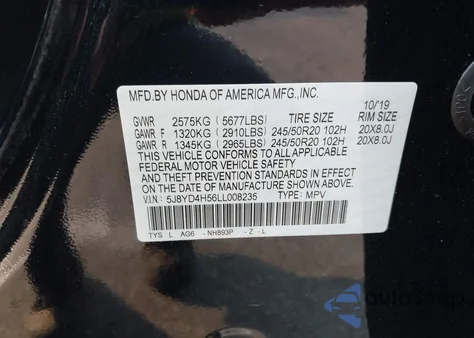 MFD.BY HONDA OF AMERICA MFG.,INC.
10/19
GVWR 2575KG ( 5677LBS) TIRE SIZE RIM SIZE
GAWR F 1320KG ( 2910LBS) 245/50R20 102H 20X8.0J
GAWR R 1345KG ( 2965LBS) 245/50R20 102H 20X8.0J
THIS VEHICLE CONFORMS TO ALL APPLICABLE
FEDERAL MOTOR VEHICLE SAFETY
AND THEFT PREVENTION STANDARDS IN EFFECT
ON THE DATE OF MANUFACTURE SHOWN ABOVE.
V.I.N.: 5J8YD4H56LL008235 TYPE: MPV
TYS L AG6 - NH893P - Z - L